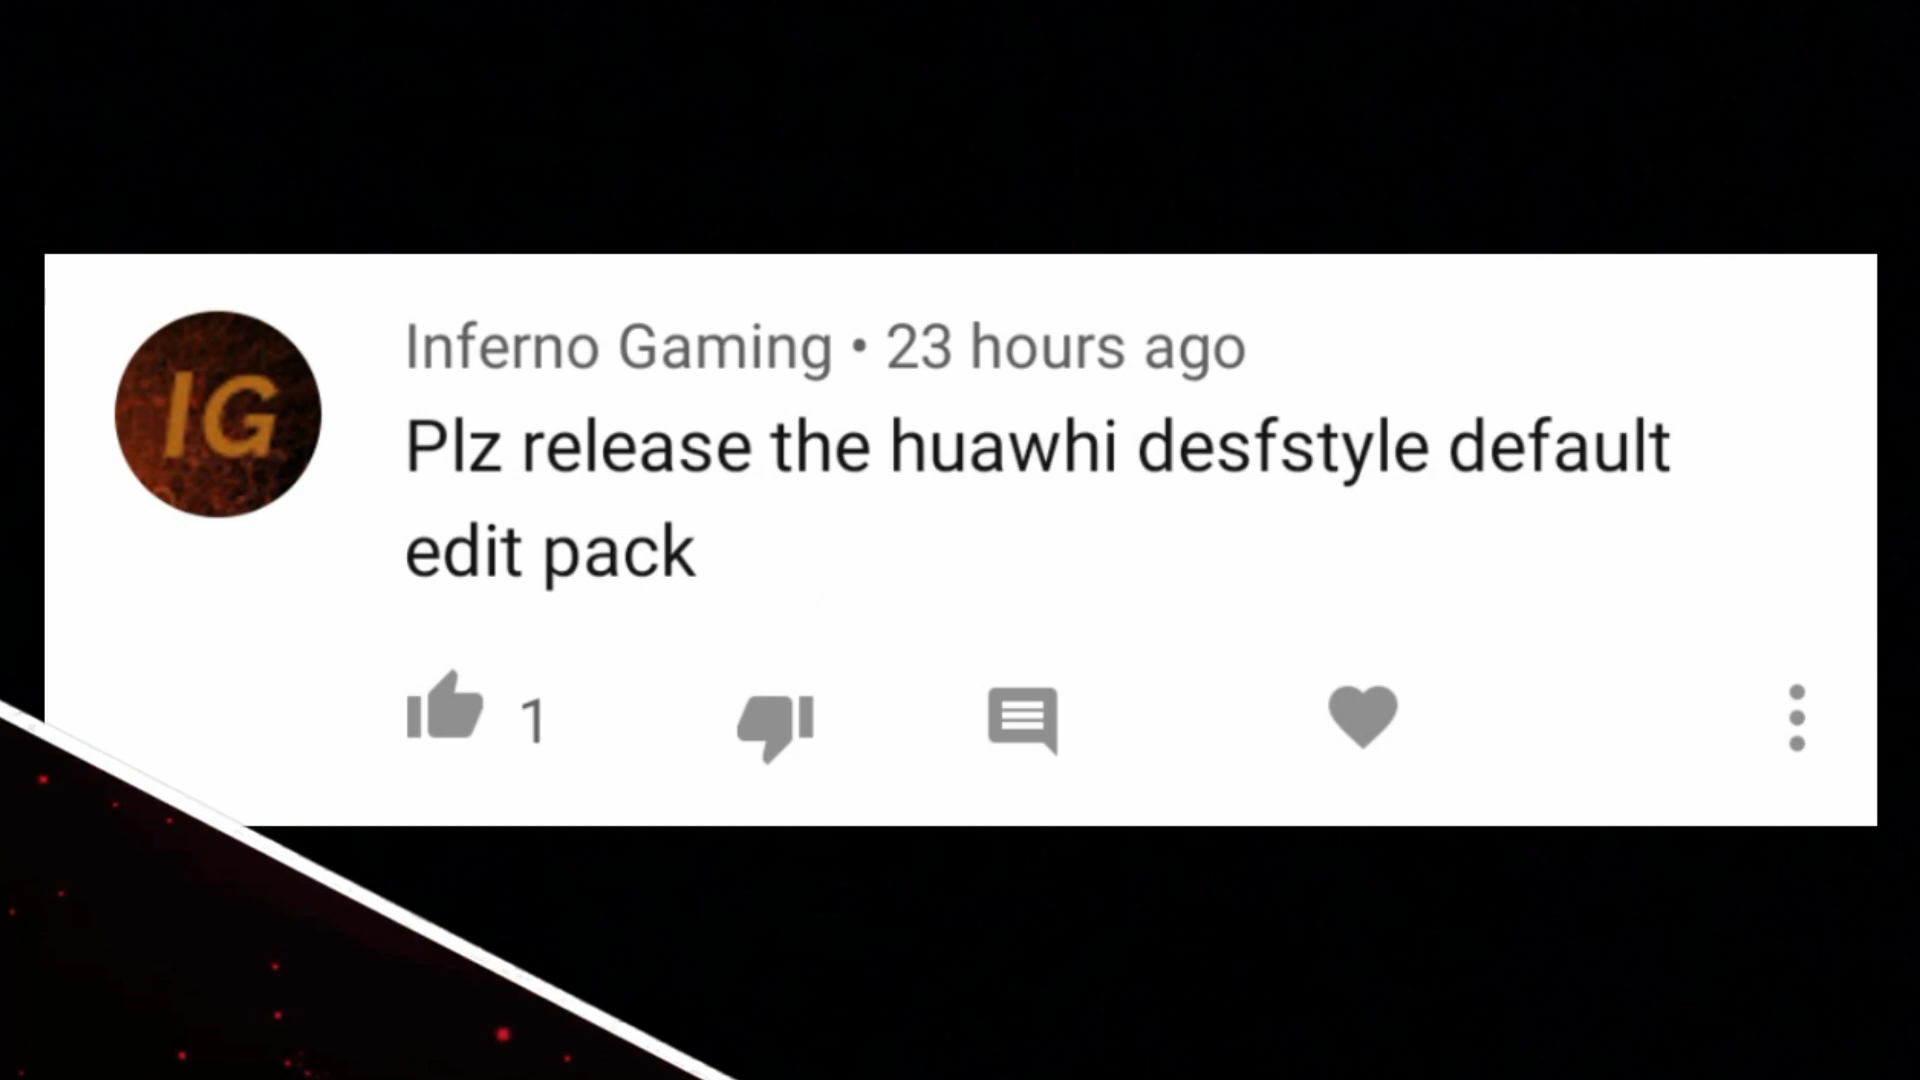 IG
Inferno Gaming • 23 hours ago
Plz release the huawhi desfstyle default
edit pack
1